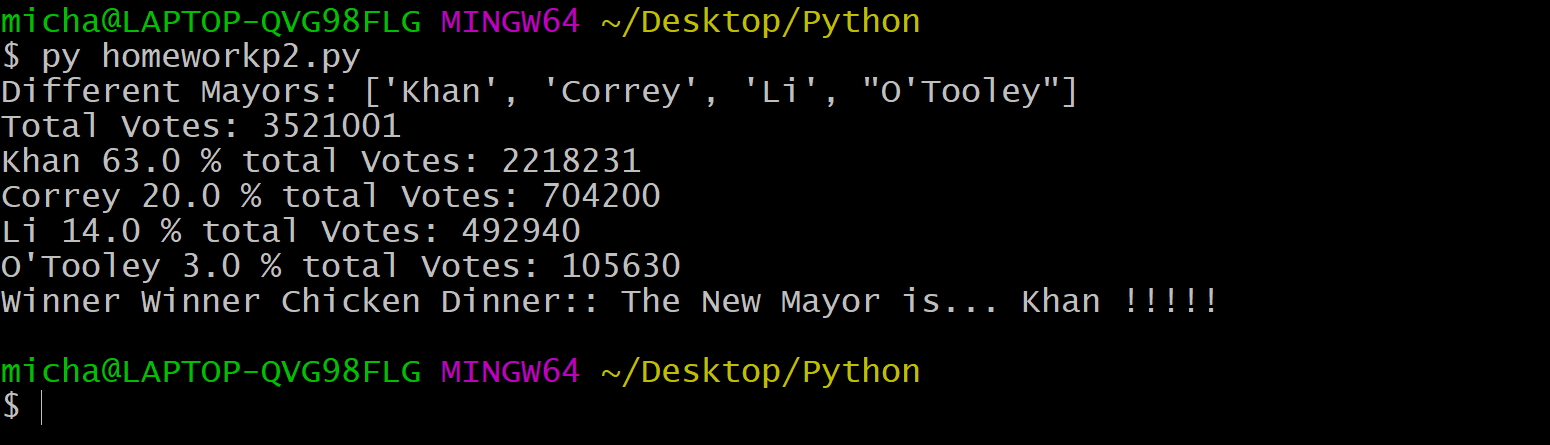 micha@LAPTOP-QVG98FLG MINGW64 ~/Desktop/Python
$ py homeworkp2.py
Different Mayors: ['Khan', 'Correy', 'Li', "O'Tooley"]
Total Votes: 3521001
Khan 63.0 % total Votes: 2218231
Correy 20.0 % total Votes: 704200
Li 14.0 % total Votes: 492940
O'Tooley 3.0 % total Votes: 105630
Winner Winner Chicken Dinner:: The New Mayor is... Khan !!!!!
micha@LAPTOP-QVG98FLG MINGW64 ~/Desktop/Python
$